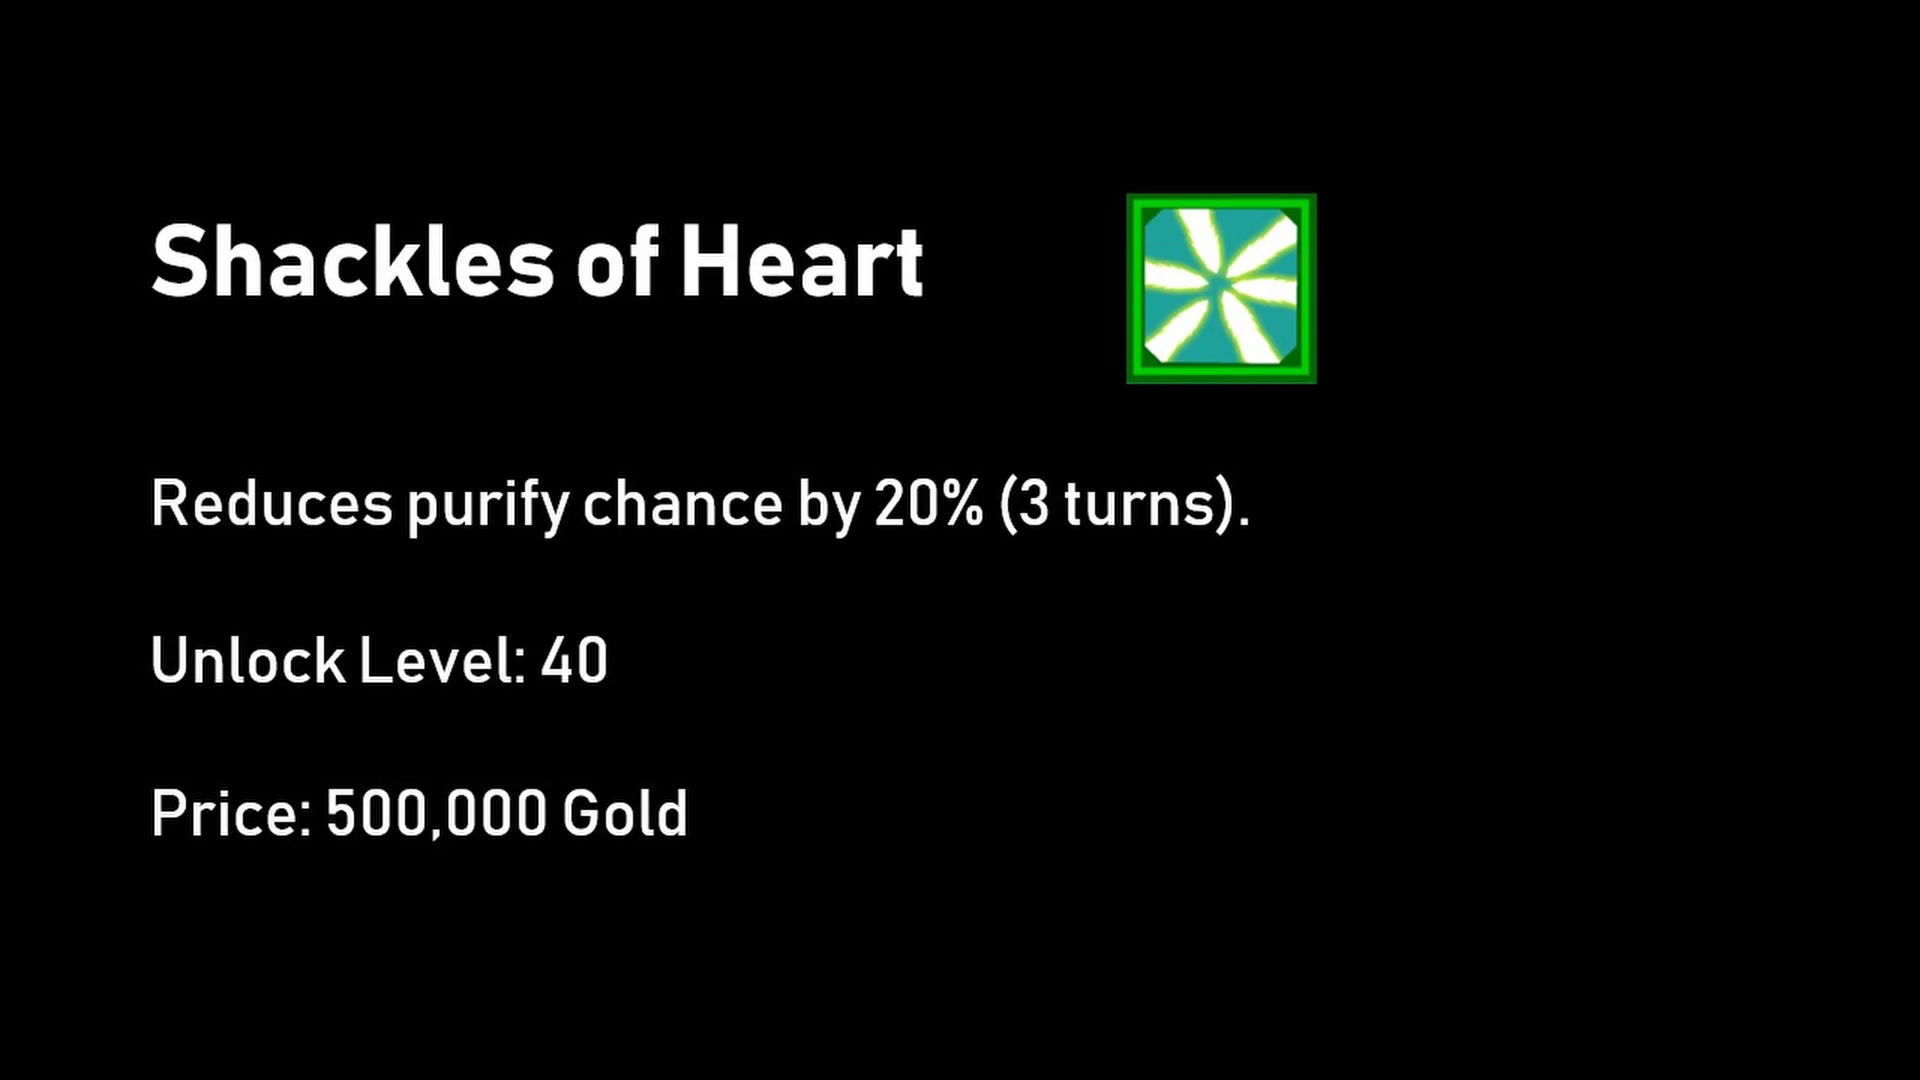 Shackles of Heart
Reduces purify chance by 20% (3 turns).
Unlock Level: 40
Price: 500,000 Gold